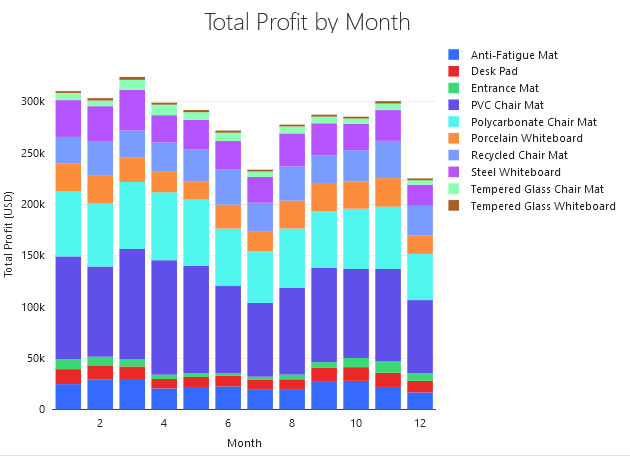 Total Profit by Month
Anti-Fatigue Mat
Desk Pad
Entrance Mat
PVC Chair Mat
Polycarbonate Chair Mat
Porcelain Whiteboard
Recycled Chair Mat
Steel Whiteboard
Tempered Glass Chair Mat
Tempered Glass Whiteboard
300k
250k
200k
150k
100k
50k
0
Total Profit (USD)
2 4 6 8 10 12
Month